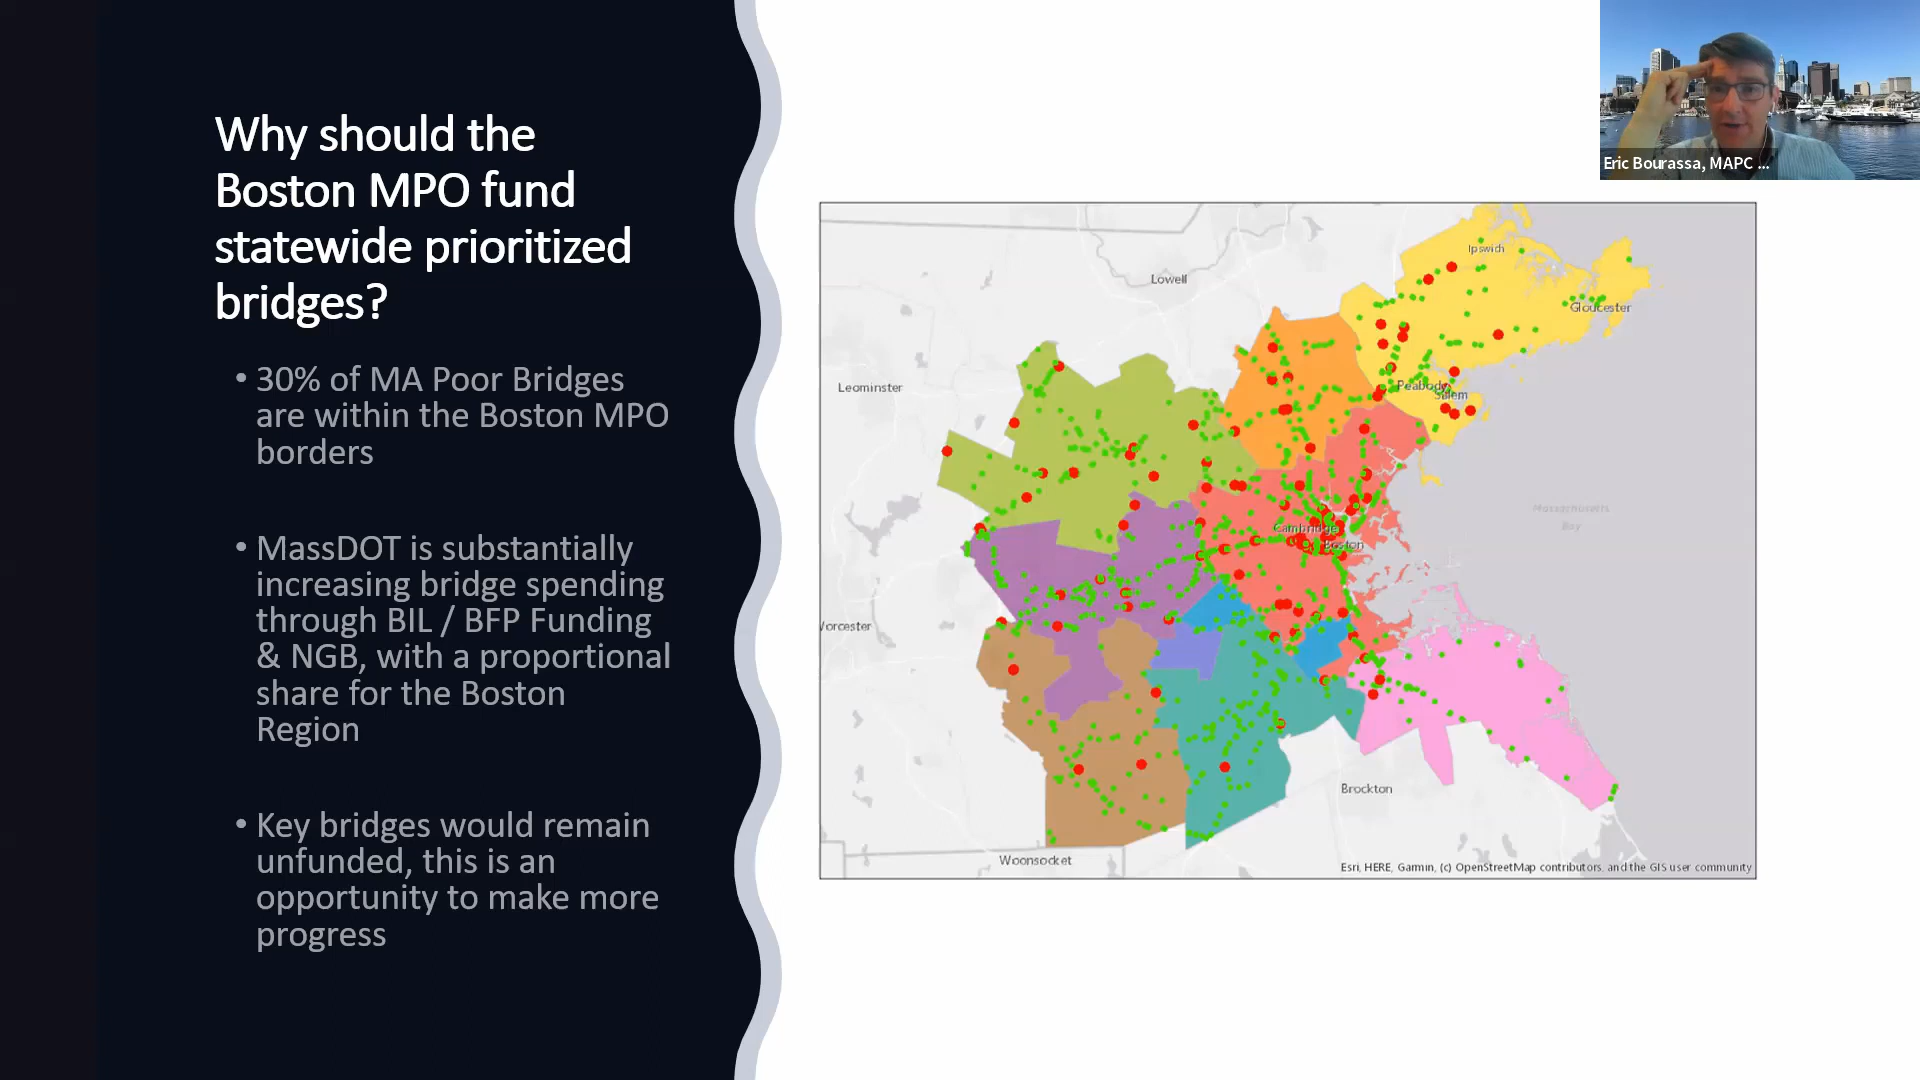 Why should the
Boston MPO fund
statewide prioritized
bridges?
• 30% of MA Poor Bridges
are within the Boston MPO
borders
• MassDOT is substantially
increasing bridge spending
through BIL / BFP Funding
& NGB, with a proportional
share for the Boston
Region
• Key bridges would remain
unfunded, this is an
opportunity to make more
progress
Eric Bourassa, MAPC ...
Ipswich
Lowell
Gloucester
Leominster
Peabody
Salem
Massachusetts
Bay
Cambridge
Boston
Worcester
Brockton
Woonsocket
Esri, HERE, Garmin, (c) OpenStreetMap contributors, and the GIS user community